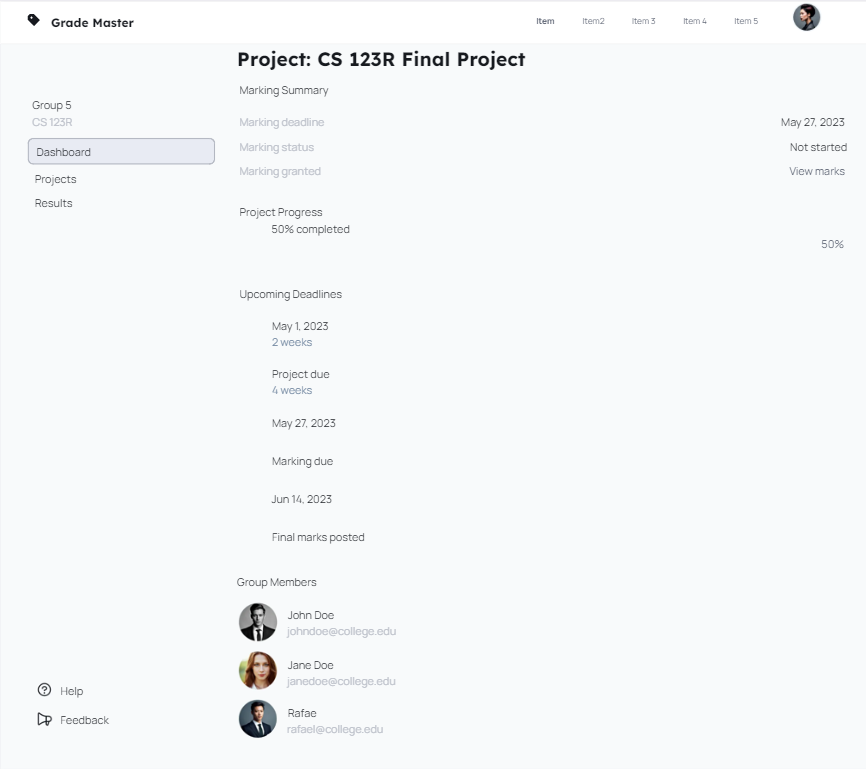 Grade Master
Item Item2 Item 3 Item 4 Item 5
Project: CS 123R Final Project
Group 5
CS 123R
Dashboard
Projects
Results
Marking Summary
Marking deadline May 27, 2023
Marking status Not started
Marking granted View marks
Project Progress
50% completed
50%
Upcoming Deadlines
May 1, 2023
2 weeks
Project due
4 weeks
May 27, 2023
Marking due
Jun 14, 2023
Final marks posted
Group Members
John Doe
johndoe@college.edu
Jane Doe
janedoe@college.edu
Rafae
rafael@college.edu
Help
Feedback